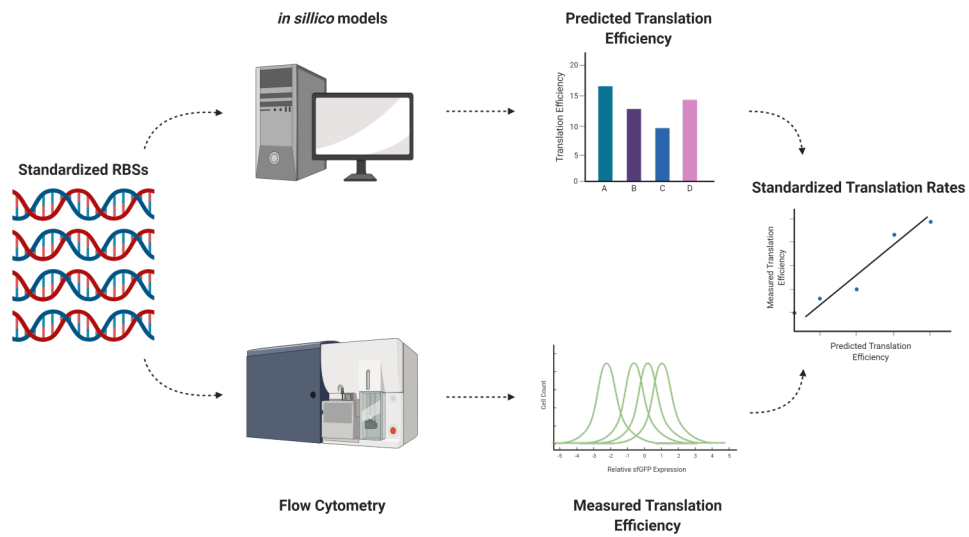 in sillico models
Predicted Translation
Efficiency
Translation Efficiency
20
15
10
5
0
A B C D
Standardized RBSs
Standardized Translation Rates
Measured Translation
Efficiency
Predicted Translation
Efficiency
Cell Count
-5 -4 -3 -2 -1 0 1 2 3 4 5
Relative sfGFP Expression
Flow Cytometry
Measured Translation
Efficiency